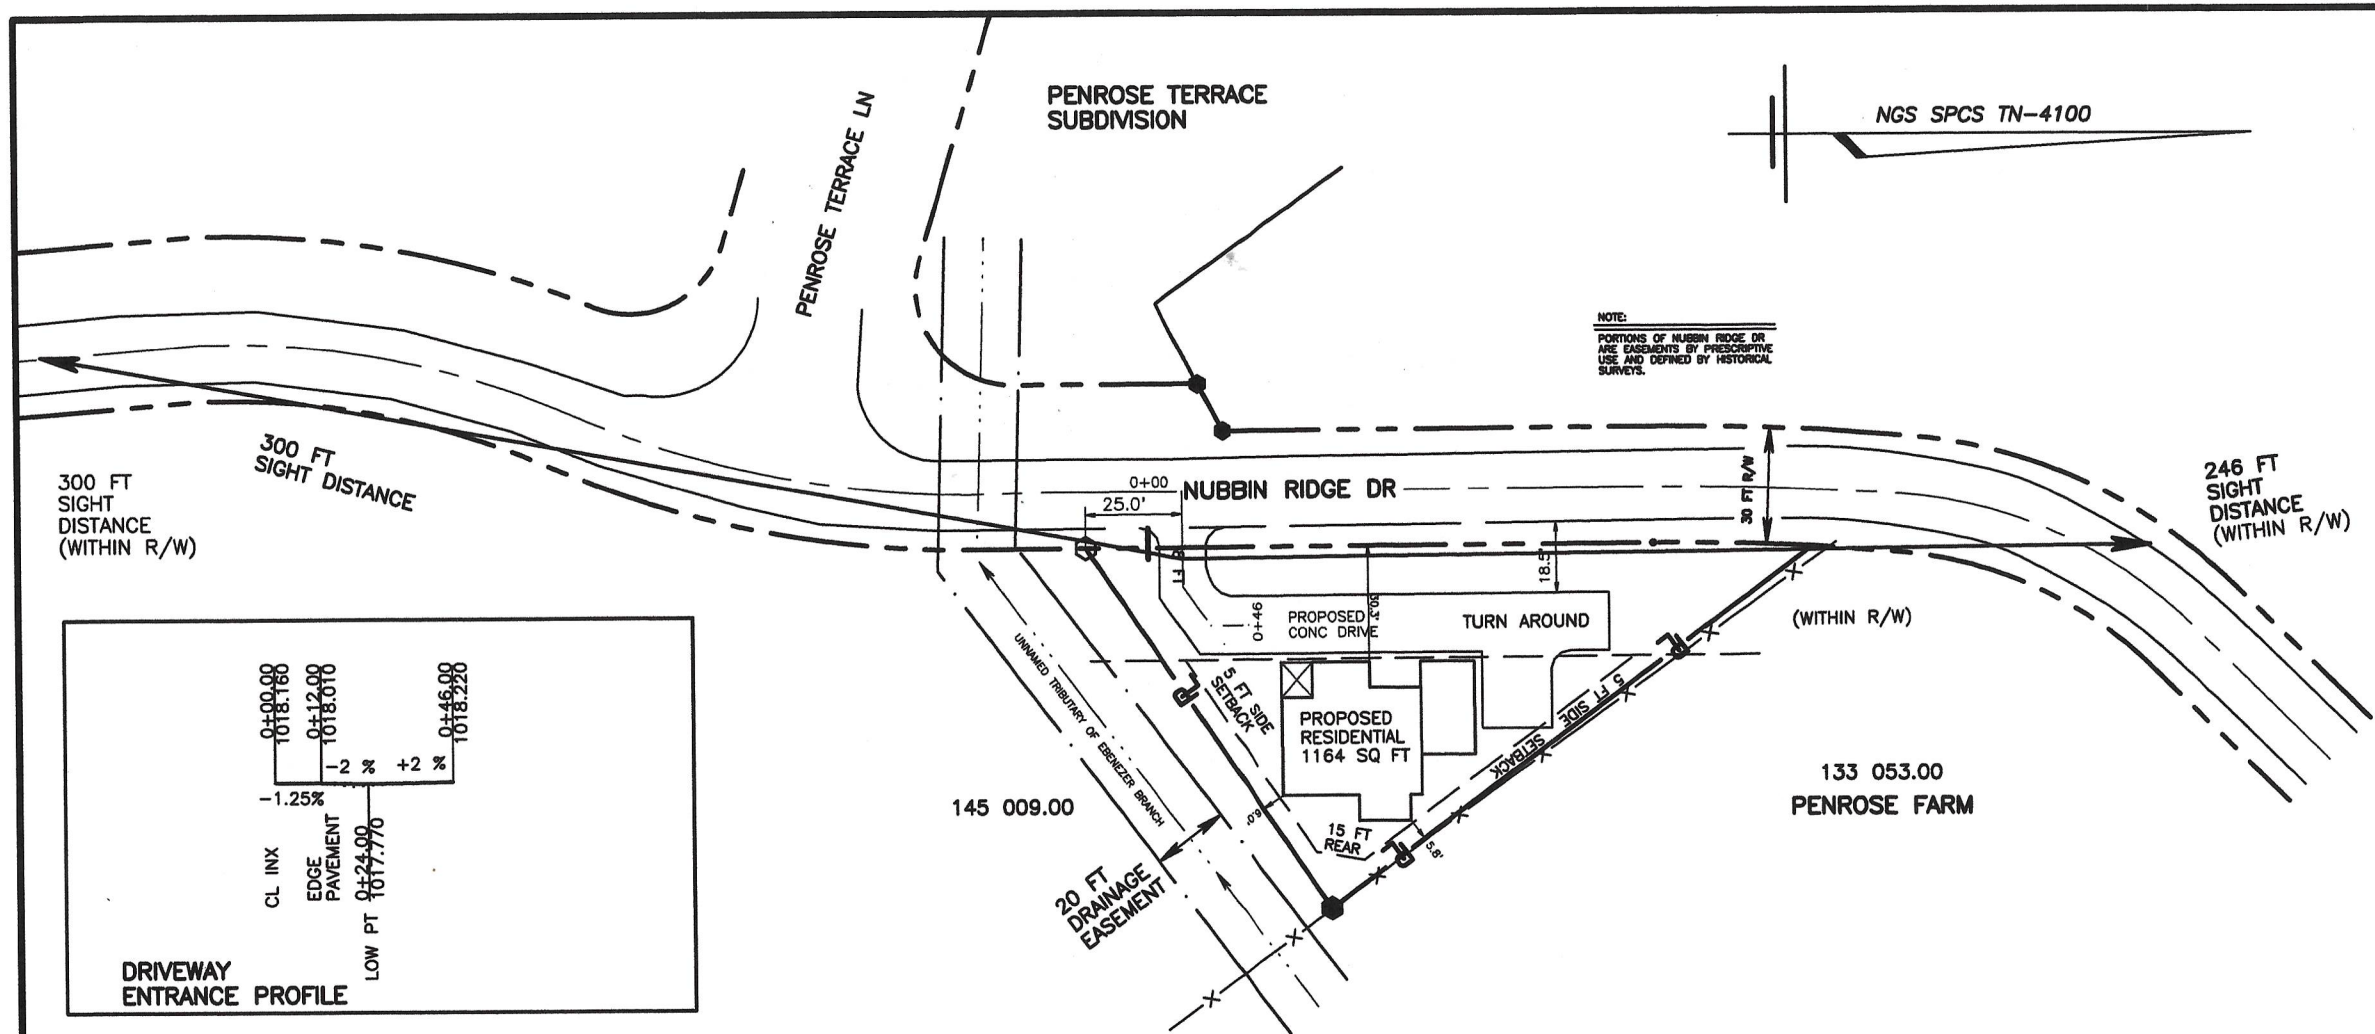 PENROSE TERRACE
SUBDIVISION
NGS SPCS TN-4100
PENROSE TERRACE LN
NOTE:
PORTIONS OF NUBBIN RIDGE DR
ARE EASEMENTS BY PRESCRIPTIVE
USE AND DEFINED BY HISTORICAL
SURVEYS.
300 FT
SIGHT DISTANCE
300 FT
SIGHT
DISTANCE
(WITHIN R/W)
0+00
NUBBIN RIDGE DR
25.0'
30 FT R/W
246 FT
SIGHT
DISTANCE
(WITHIN R/W)
18.5'
0+46
PROPOSED
CONC DRIVE
30.3'
TURN AROUND
(WITHIN R/W)
UNNAMED TRIBUTARY OF EBENEZER BRANCH
5 FT SIDE
SETBACK
5 FT SIDE
SETBACK
PROPOSED
RESIDENTIAL
1164 SQ FT
6.0'
15 FT
REAR
5.8'
145 009.00
133 053.00
PENROSE FARM
20 FT
DRAINAGE
EASEMENT
0+00.00
1018.160
0+12.00
1018.010
0+46.00
1018.220
-2 %
+2 %
-1.25%
CL INX
EDGE
PAVEMENT
0+24.00
1017.770
LOW PT
DRIVEWAY
ENTRANCE PROFILE